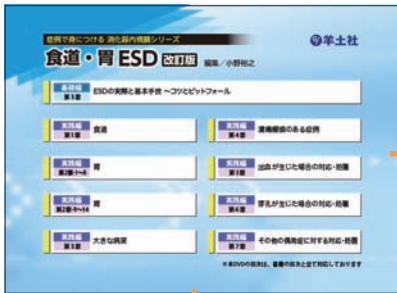 症例で身につける 消化器内視鏡シリーズ
羊土社
食道・胃ESD 改訂版 編集／小野裕之
基礎編
第3章
ESDの実際と基本手技 〜コツとピットフォール
実践編
第1章
食道
実践編
第2章-1〜8
胃
実践編
第2章-9〜14
胃
実践編
第3章
大きな病変
実践編
第4章
潰瘍瘢痕のある症例
実践編
第5章
出血が生じた場合の対応・処置
実践編
第6章
穿孔が生じた場合の対応・処置
実践編
第7章
その他の偶発症に対する対応・処置
※本DVDの目次は、書籍の目次と全て対応しております